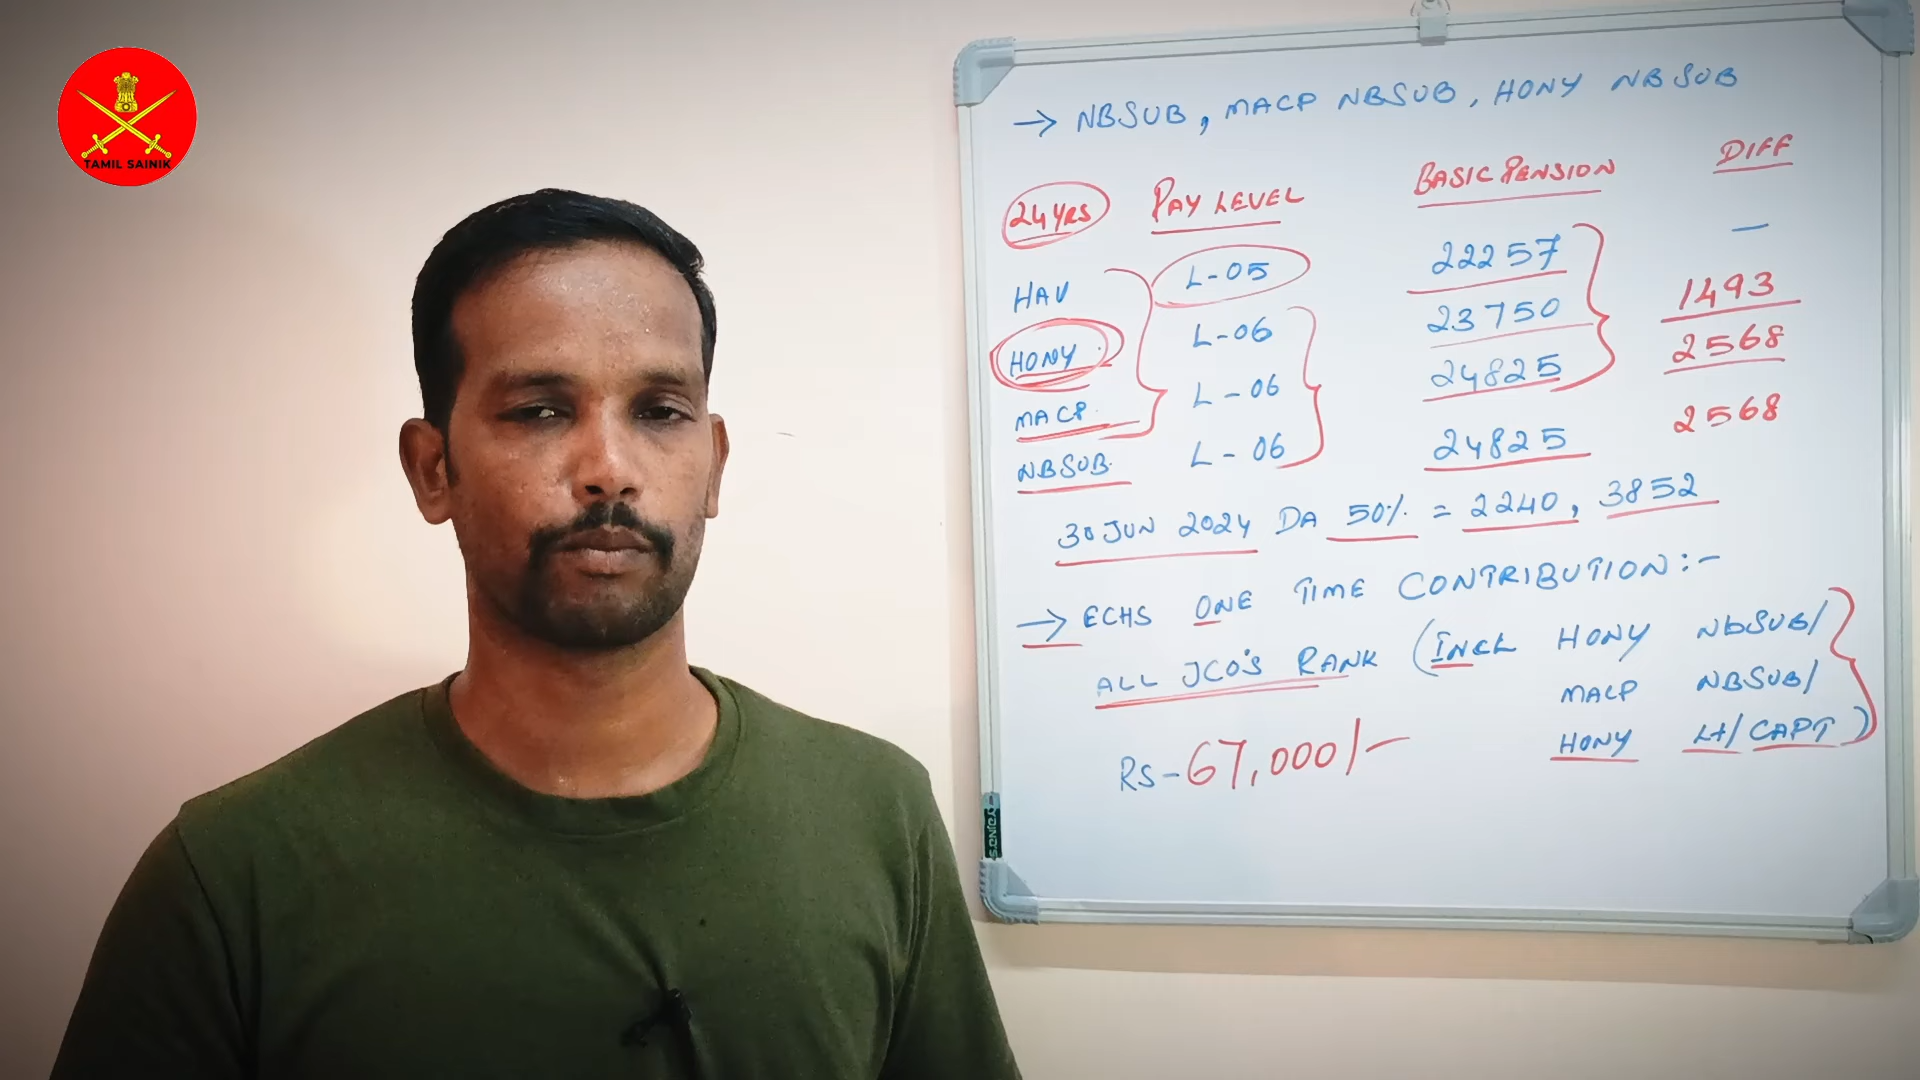 TAMIL SAINIK
→ NBSUB, MACP NBSUB, HONY NBSUB
24 YRS PAY LEVEL BASIC PENSION DIFF
HAV L-05 22257 —
HONY L-06 23750 1493
MACP L-06 24825 2568
NBSUB L-06 24825 2568
30 JUN 2024 DA 50% = 2240, 3852
→ ECHS ONE TIME CONTRIBUTION:-
ALL JCO'S RANK (INCL HONY NBSUB/
MACP NBSUB/
HONY Lt/CAPT)
RS-67,000/-